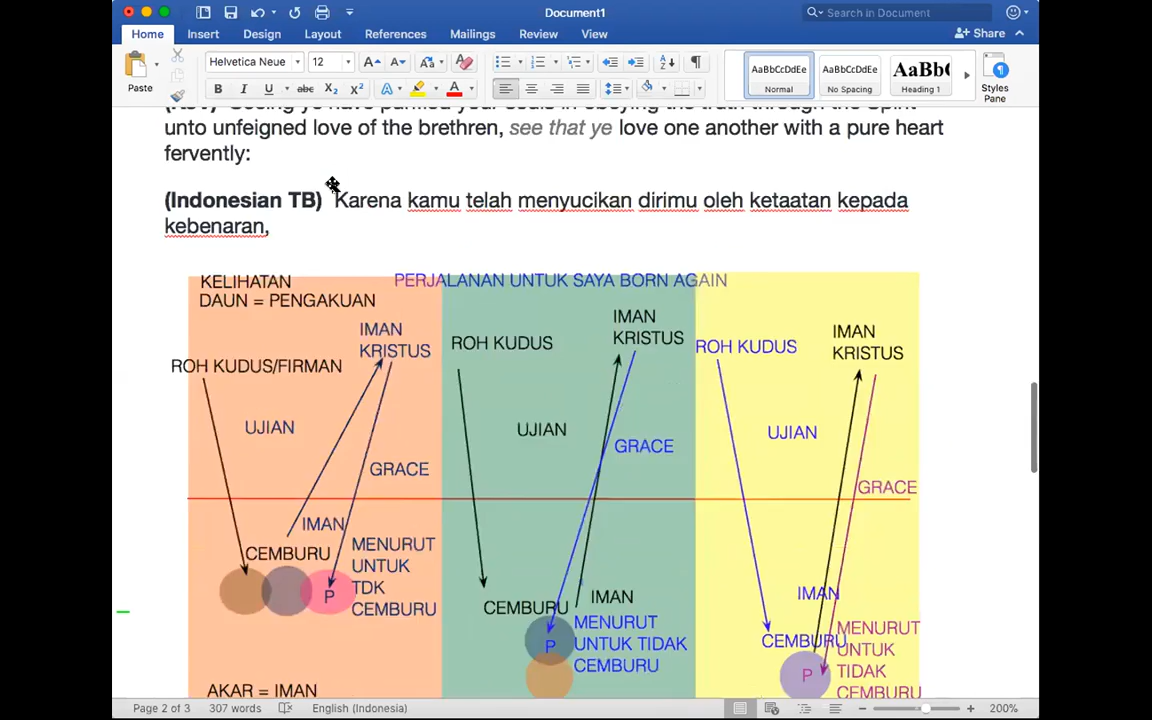 Document1
Search in Document
Home Insert Design Layout References Mailings Review View
Share
Paste
Helvetica Neue 12
AaBbCcDdEe
Normal
AaBbCcDdEe
No Spacing
AaBb(
Heading 1
Styles
Pane
unto unfeigned love of the brethren, see that ye love one another with a pure heart
fervently:
(Indonesian TB) Karena kamu telah menyucikan dirimu oleh ketaatan kepada
kebenaran,
KELIHATAN
DAUN = PENGAKUAN
PERJALANAN UNTUK SAYA BORN AGAIN
IMAN
KRISTUS
ROH KUDUS/FIRMAN
UJIAN
GRACE
IMAN
CEMBURU
MENURUT
UNTUK
TDK
CEMBURU
P
AKAR = IMAN
IMAN
KRISTUS
ROH KUDUS
UJIAN
GRACE
CEMBURU
IMAN
MENURUT
UNTUK TIDAK
CEMBURU
P
IMAN
KRISTUS
ROH KUDUS
UJIAN
GRACE
IMAN
CEMBURU
MENURUT
UNTUK
TIDAK
CEMBURU
P
Page 2 of 3 307 words English (Indonesia) 200%